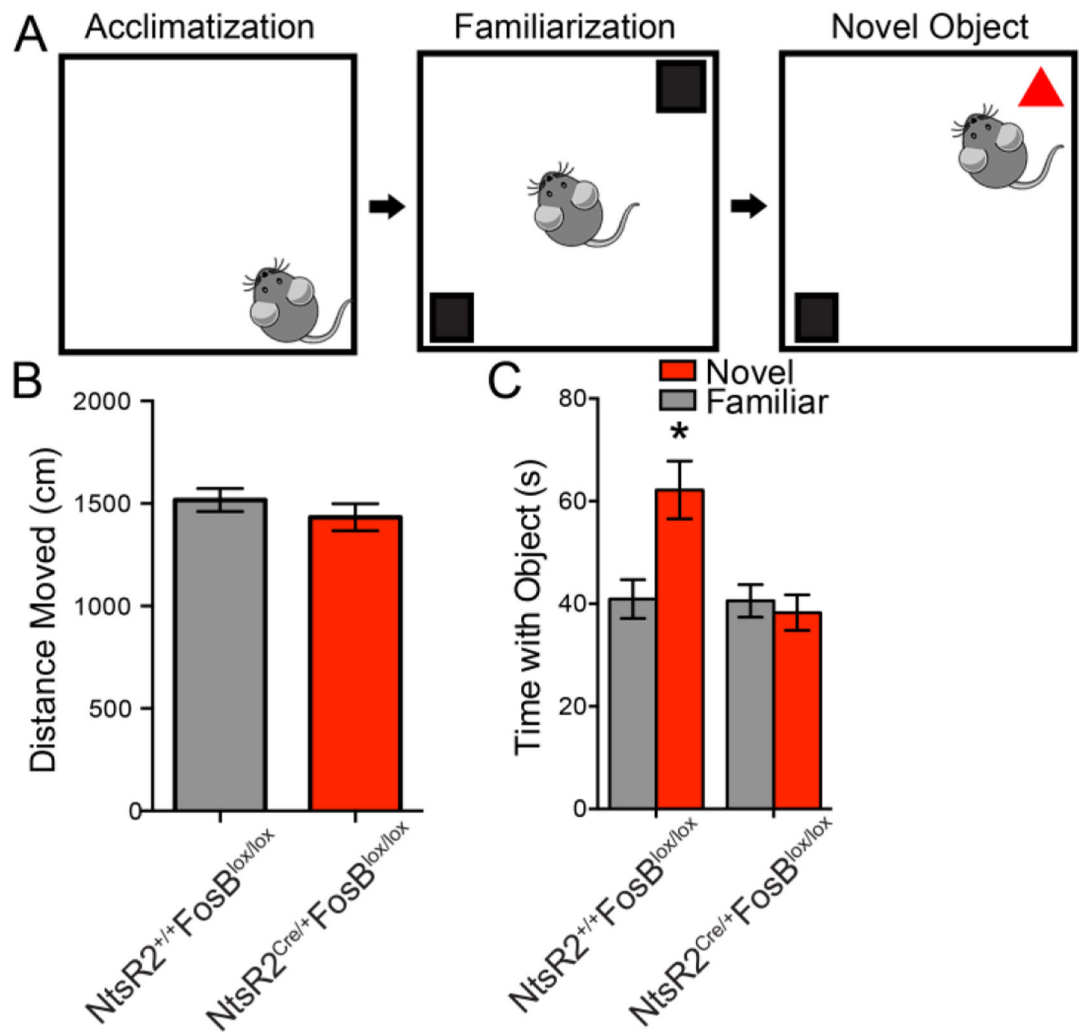 A
Acclimatization
Familiarization
Novel Object
B
2000
1500
1000
500
0
Distance Moved (cm)
NtsR2+/+FosBlox/lox
NtsR2Cre/+FosBlox/lox
C
Novel
Familiar
80
60
40
20
0
*
Time with Object (s)
NtsR2+/+FosBlox/lox
NtsR2Cre/+FosBlox/lox